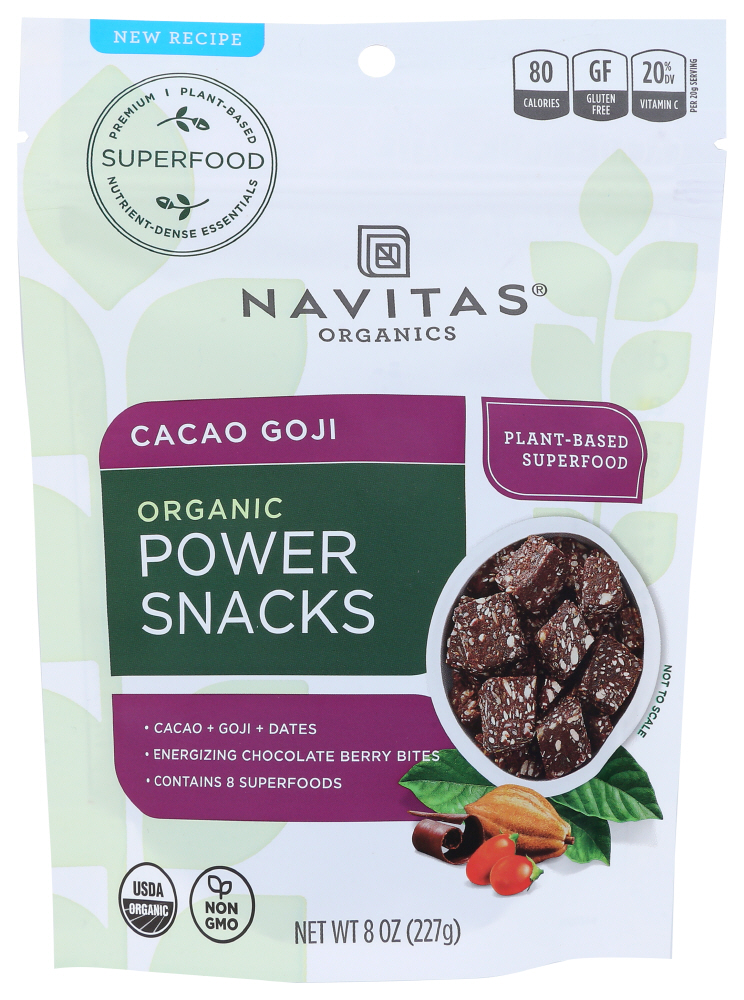 NEW RECIPE
PREMIUM | PLANT-BASED
SUPERFOOD
NUTRIENT-DENSE ESSENTIALS
80
CALORIES
GF
GLUTEN
FREE
20% DV
VITAMIN C
PER 20g SERVING
NAVITAS®
ORGANICS
CACAO GOJI
PLANT-BASED
SUPERFOOD
ORGANIC
POWER
SNACKS
NOT TO SCALE
• CACAO + GOJI + DATES
• ENERGIZING CHOCOLATE BERRY BITES
• CONTAINS 8 SUPERFOODS
USDA
ORGANIC
NON
GMO
NET WT 8 OZ (227g)